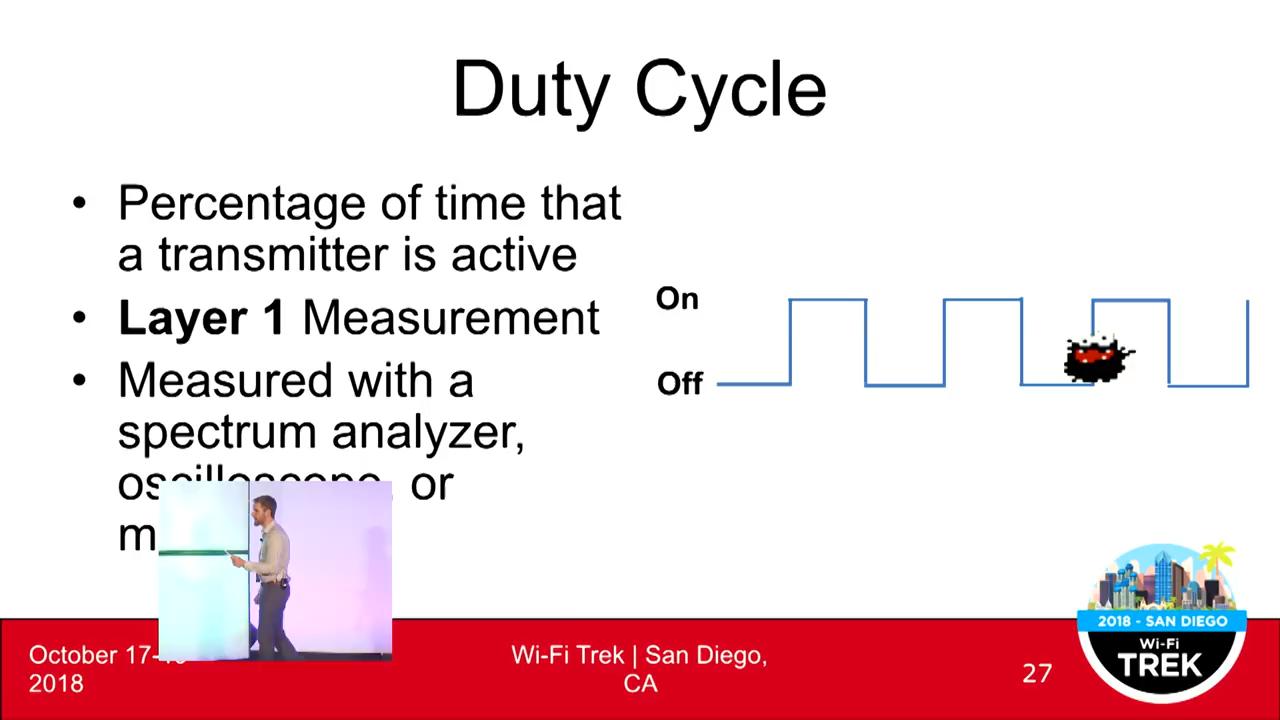 Duty Cycle
• Percentage of time that
a transmitter is active
• Layer 1 Measurement
• Measured with a
spectrum analyzer,
oscilloscope, or
On
Off
October 17-
2018
Wi-Fi Trek | San Diego,
CA
27
2018 - SAN DIEGO
Wi-Fi
TREK